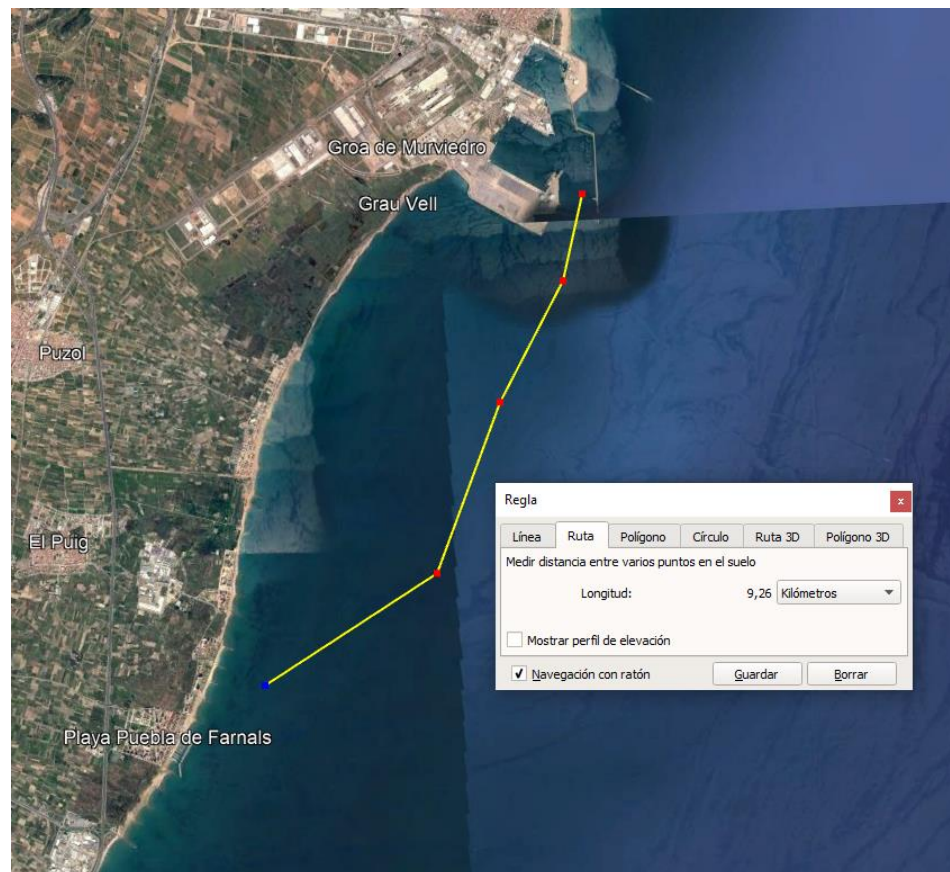 Groa de Murviedro
Grau Vell
Puzol
El Puig
Playa Puebla de Farnals
Regla
x
Línea Ruta Polígono Círculo Ruta 3D Polígono 3D
Medir distancia entre varios puntos en el suelo
Longitud: 9,26 Kilómetros
Mostrar perfil de elevación
Navegación con ratón Guardar Borrar